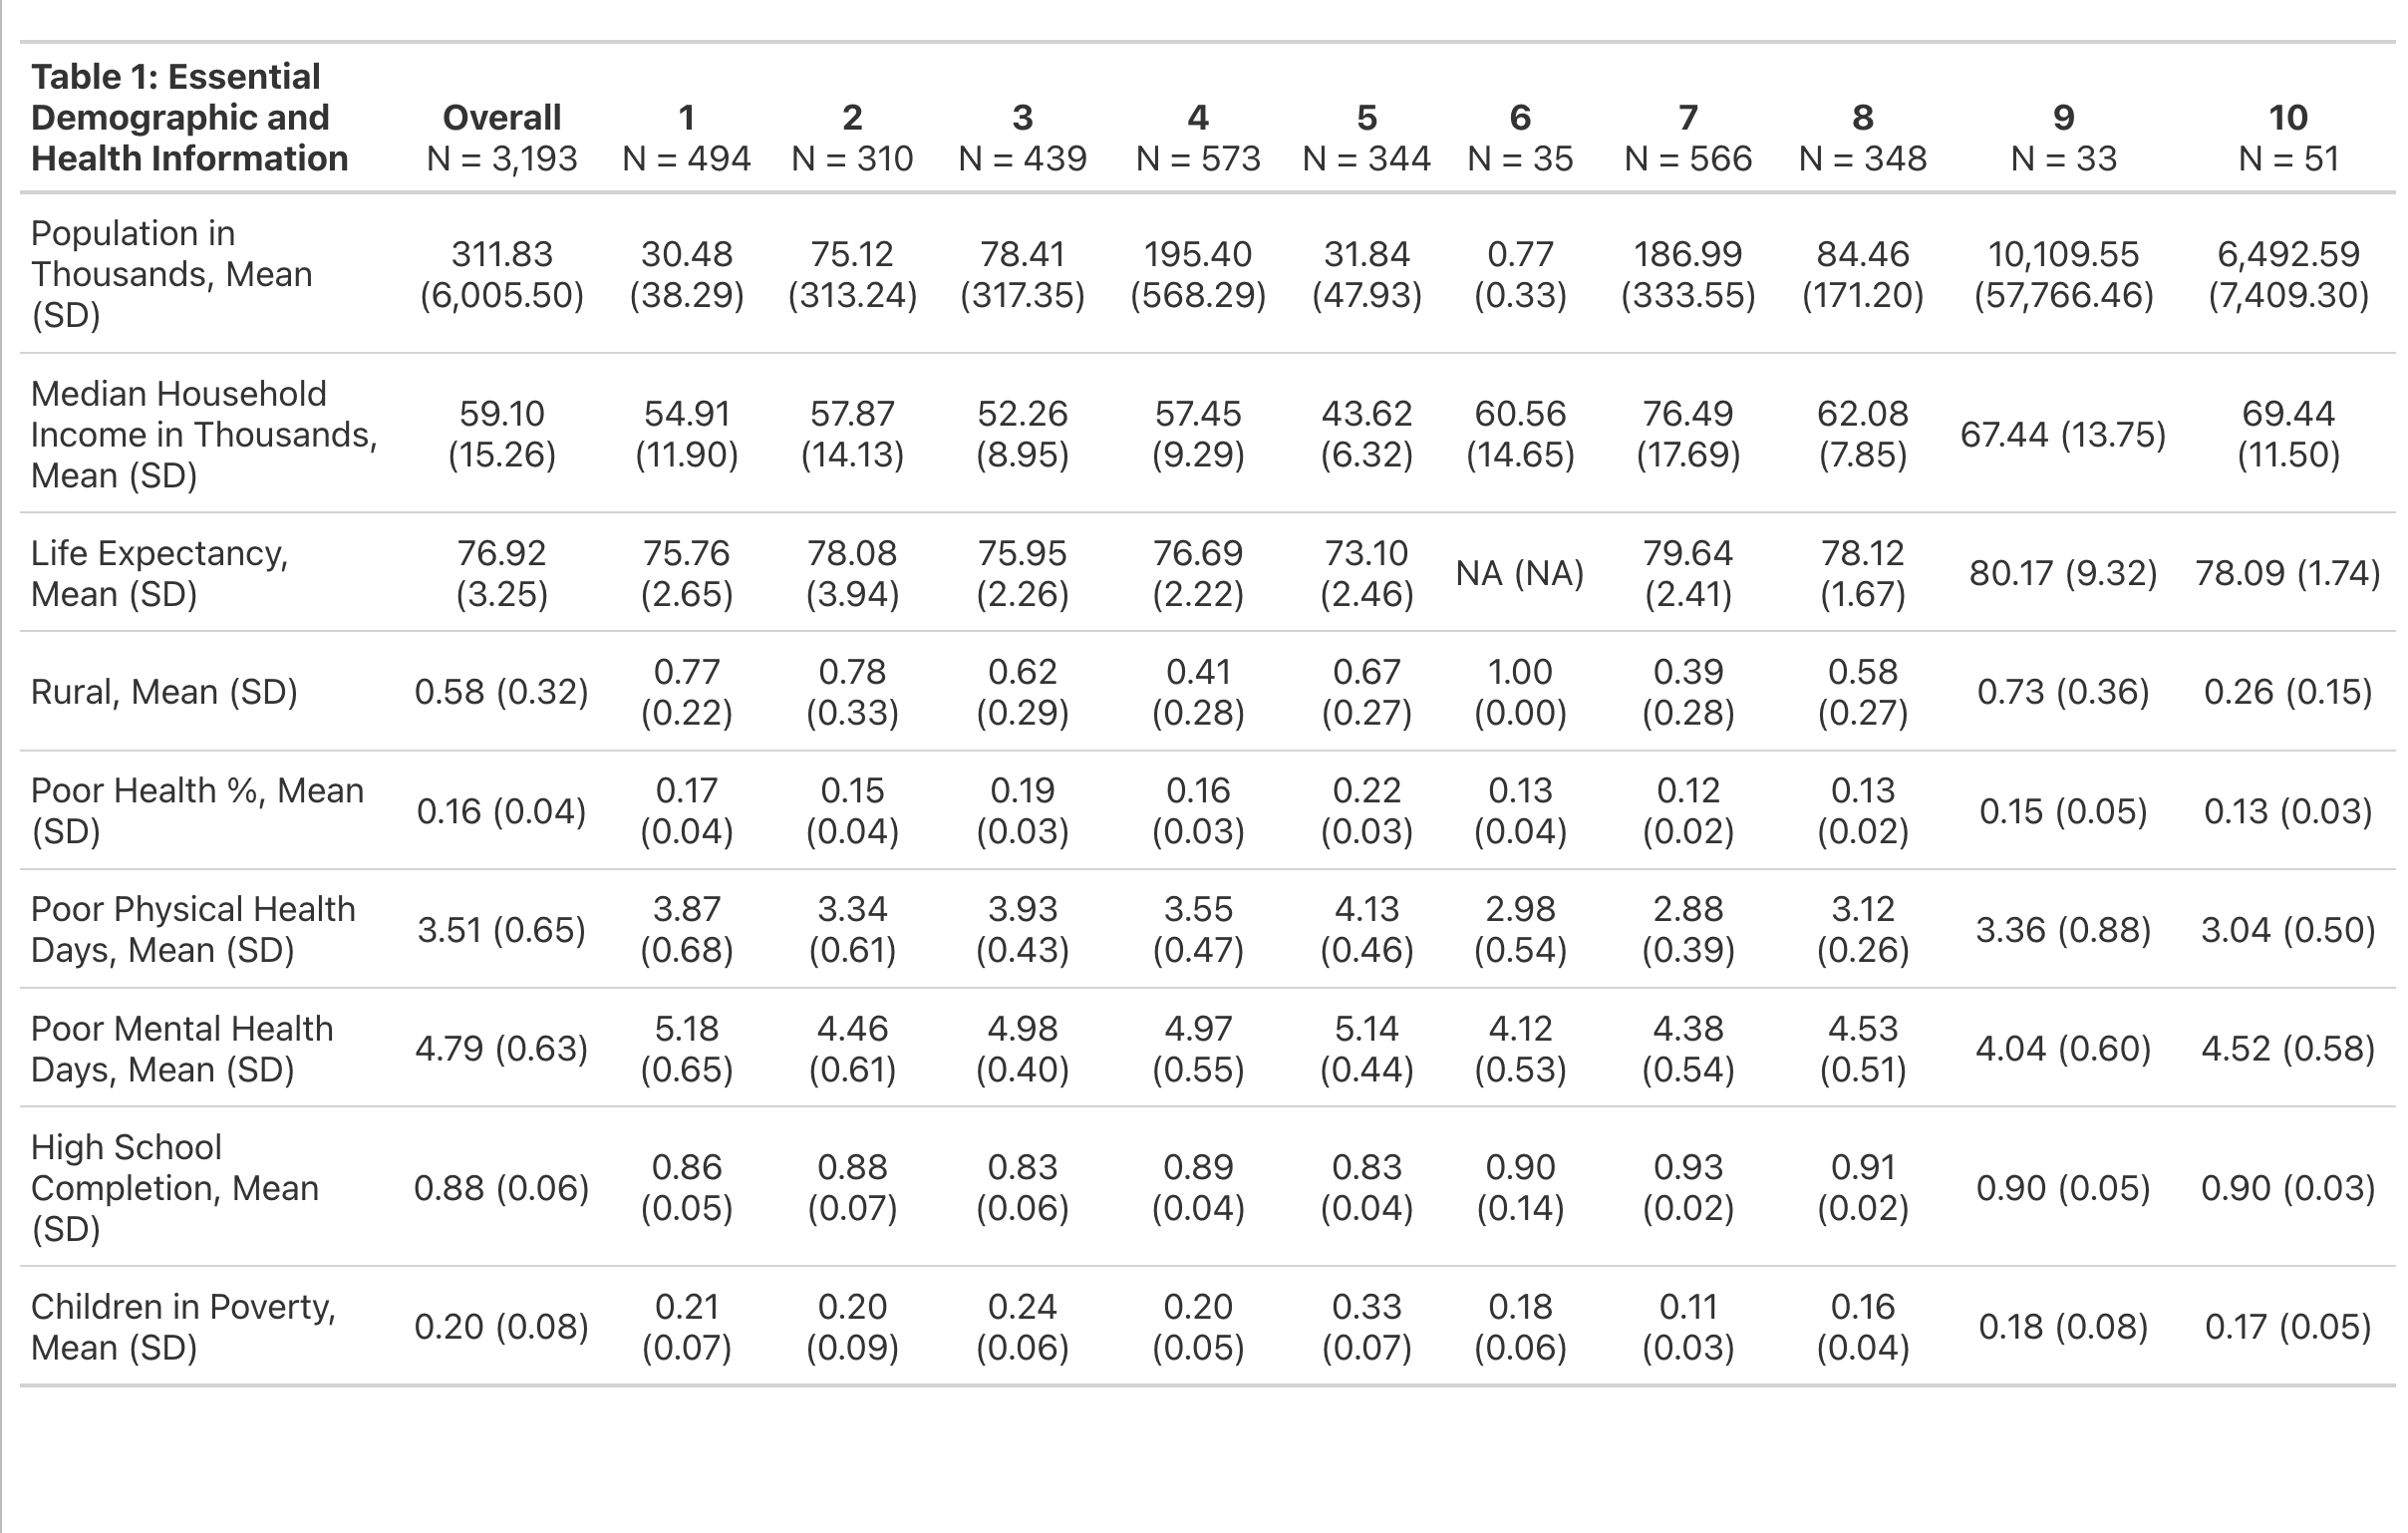 Table 1: Essential
Demographic and
Health Information
Overall 1 2 3 4 5 6 7 8 9 10
N = 3,193 N = 494 N = 310 N = 439 N = 573 N = 344 N = 35 N = 566 N = 348 N = 33 N = 51
Population in
Thousands, Mean
(SD)
311.83 30.48 75.12 78.41 195.40 31.84 0.77 186.99 84.46 10,109.55 6,492.59
(6,005.50) (38.29) (313.24) (317.35) (568.29) (47.93) (0.33) (333.55) (171.20) (57,766.46) (7,409.30)
Median Household
Income in Thousands,
Mean (SD)
59.10 54.91 57.87 52.26 57.45 43.62 60.56 76.49 62.08 67.44 (13.75) 69.44
(15.26) (11.90) (14.13) (8.95) (9.29) (6.32) (14.65) (17.69) (7.85) (11.50)
Life Expectancy,
Mean (SD)
76.92 75.76 78.08 75.95 76.69 73.10 NA (NA) 79.64 78.12 80.17 (9.32) 78.09 (1.74)
(3.25) (2.65) (3.94) (2.26) (2.22) (2.46) (2.41) (1.67)
Rural, Mean (SD)
0.58 (0.32) 0.77 0.78 0.62 0.41 0.67 1.00 0.39 0.58 0.73 (0.36) 0.26 (0.15)
(0.22) (0.33) (0.29) (0.28) (0.27) (0.00) (0.28) (0.27)
Poor Health %, Mean
(SD)
0.16 (0.04) 0.17 0.15 0.19 0.16 0.22 0.13 0.12 0.13 0.15 (0.05) 0.13 (0.03)
(0.04) (0.04) (0.03) (0.03) (0.03) (0.04) (0.02) (0.02)
Poor Physical Health
Days, Mean (SD)
3.51 (0.65) 3.87 3.34 3.93 3.55 4.13 2.98 2.88 3.12 3.36 (0.88) 3.04 (0.50)
(0.68) (0.61) (0.43) (0.47) (0.46) (0.54) (0.39) (0.26)
Poor Mental Health
Days, Mean (SD)
4.79 (0.63) 5.18 4.46 4.98 4.97 5.14 4.12 4.38 4.53 4.04 (0.60) 4.52 (0.58)
(0.65) (0.61) (0.40) (0.55) (0.44) (0.53) (0.54) (0.51)
High School
Completion, Mean
(SD)
0.88 (0.06) 0.86 0.88 0.83 0.89 0.83 0.90 0.93 0.91 0.90 (0.05) 0.90 (0.03)
(0.05) (0.07) (0.06) (0.04) (0.04) (0.14) (0.02) (0.02)
Children in Poverty,
Mean (SD)
0.20 (0.08) 0.21 0.20 0.24 0.20 0.33 0.18 0.11 0.16 0.18 (0.08) 0.17 (0.05)
(0.07) (0.09) (0.06) (0.05) (0.07) (0.06) (0.03) (0.04)